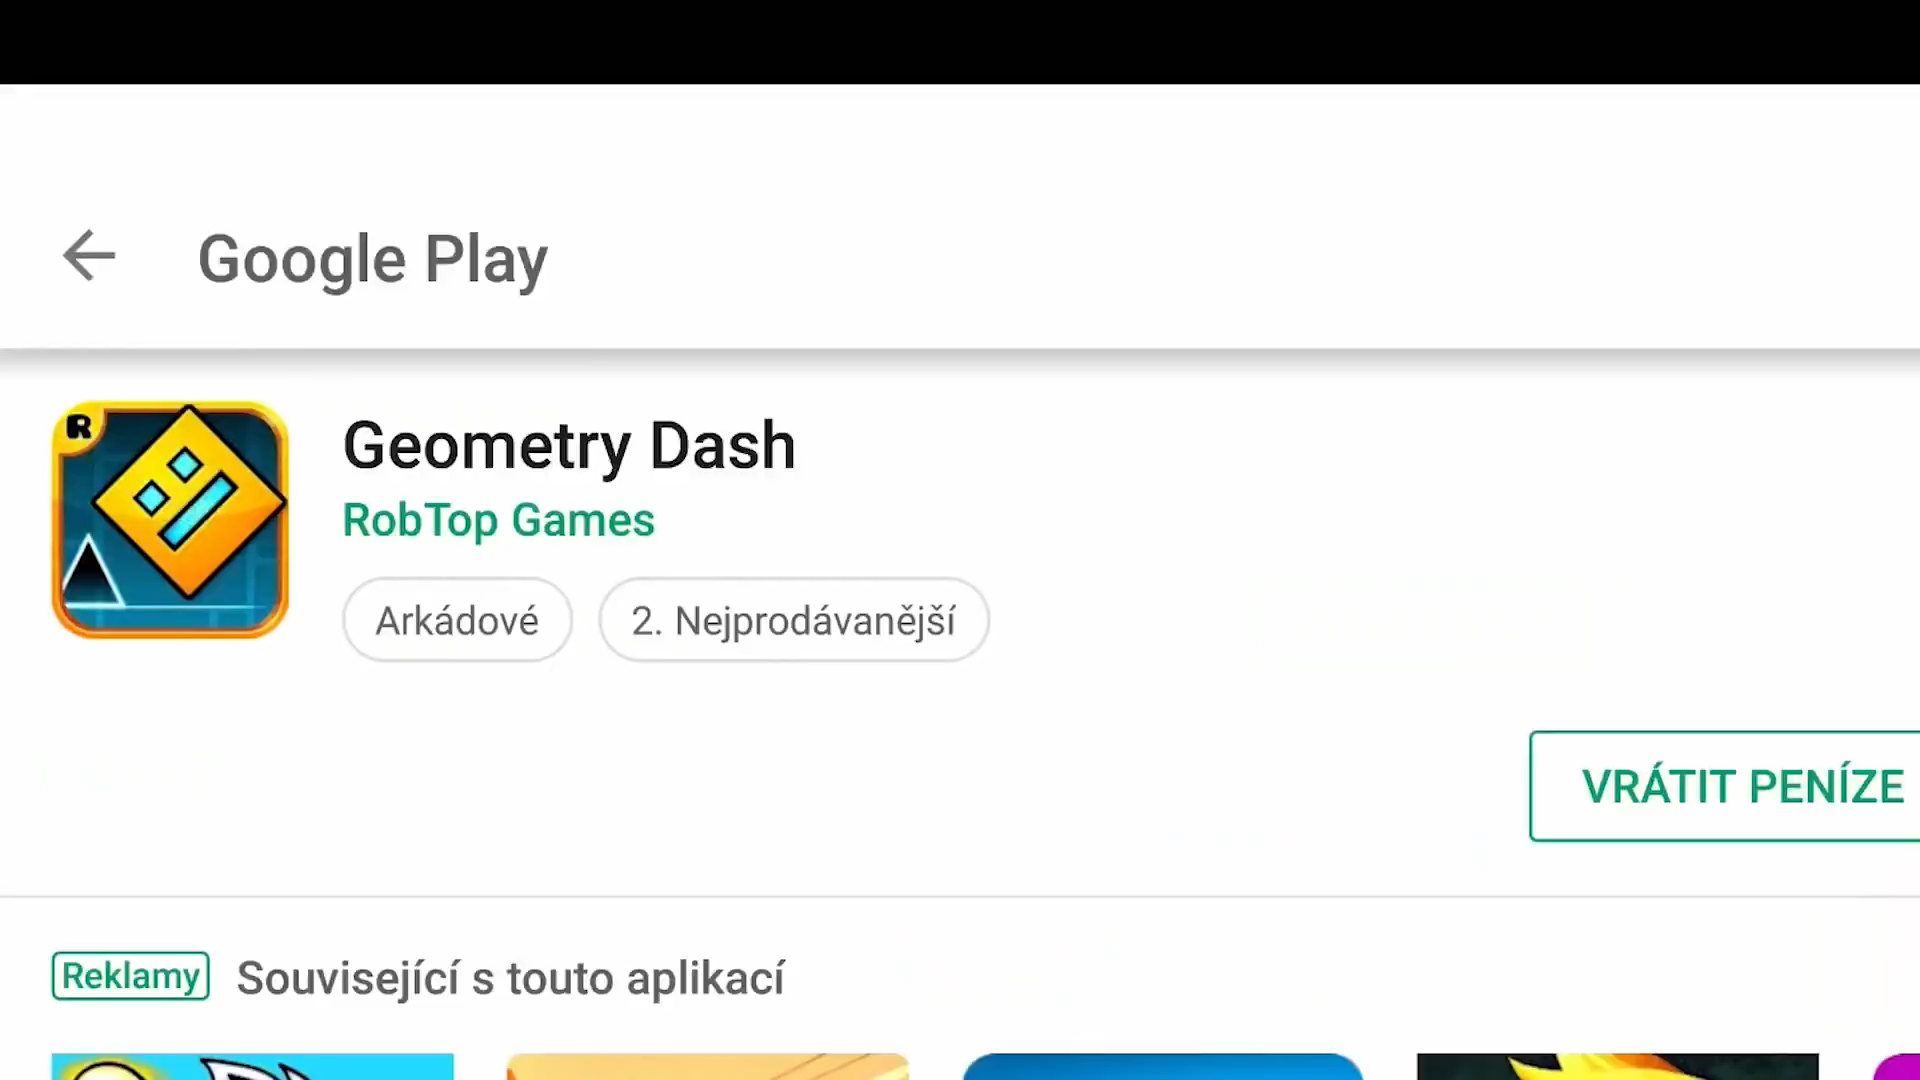 Google Play
R
Geometry Dash
RobTop Games
Arkádové
2. Nejprodávanější
VRÁTIT PENÍZE
Reklamy
Související s touto aplikací